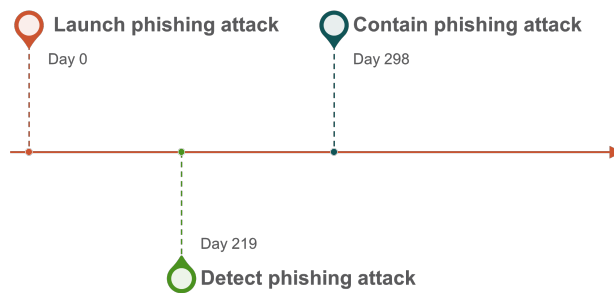 Launch phishing attack
Day 0
Contain phishing attack
Day 298
Day 219
Detect phishing attack